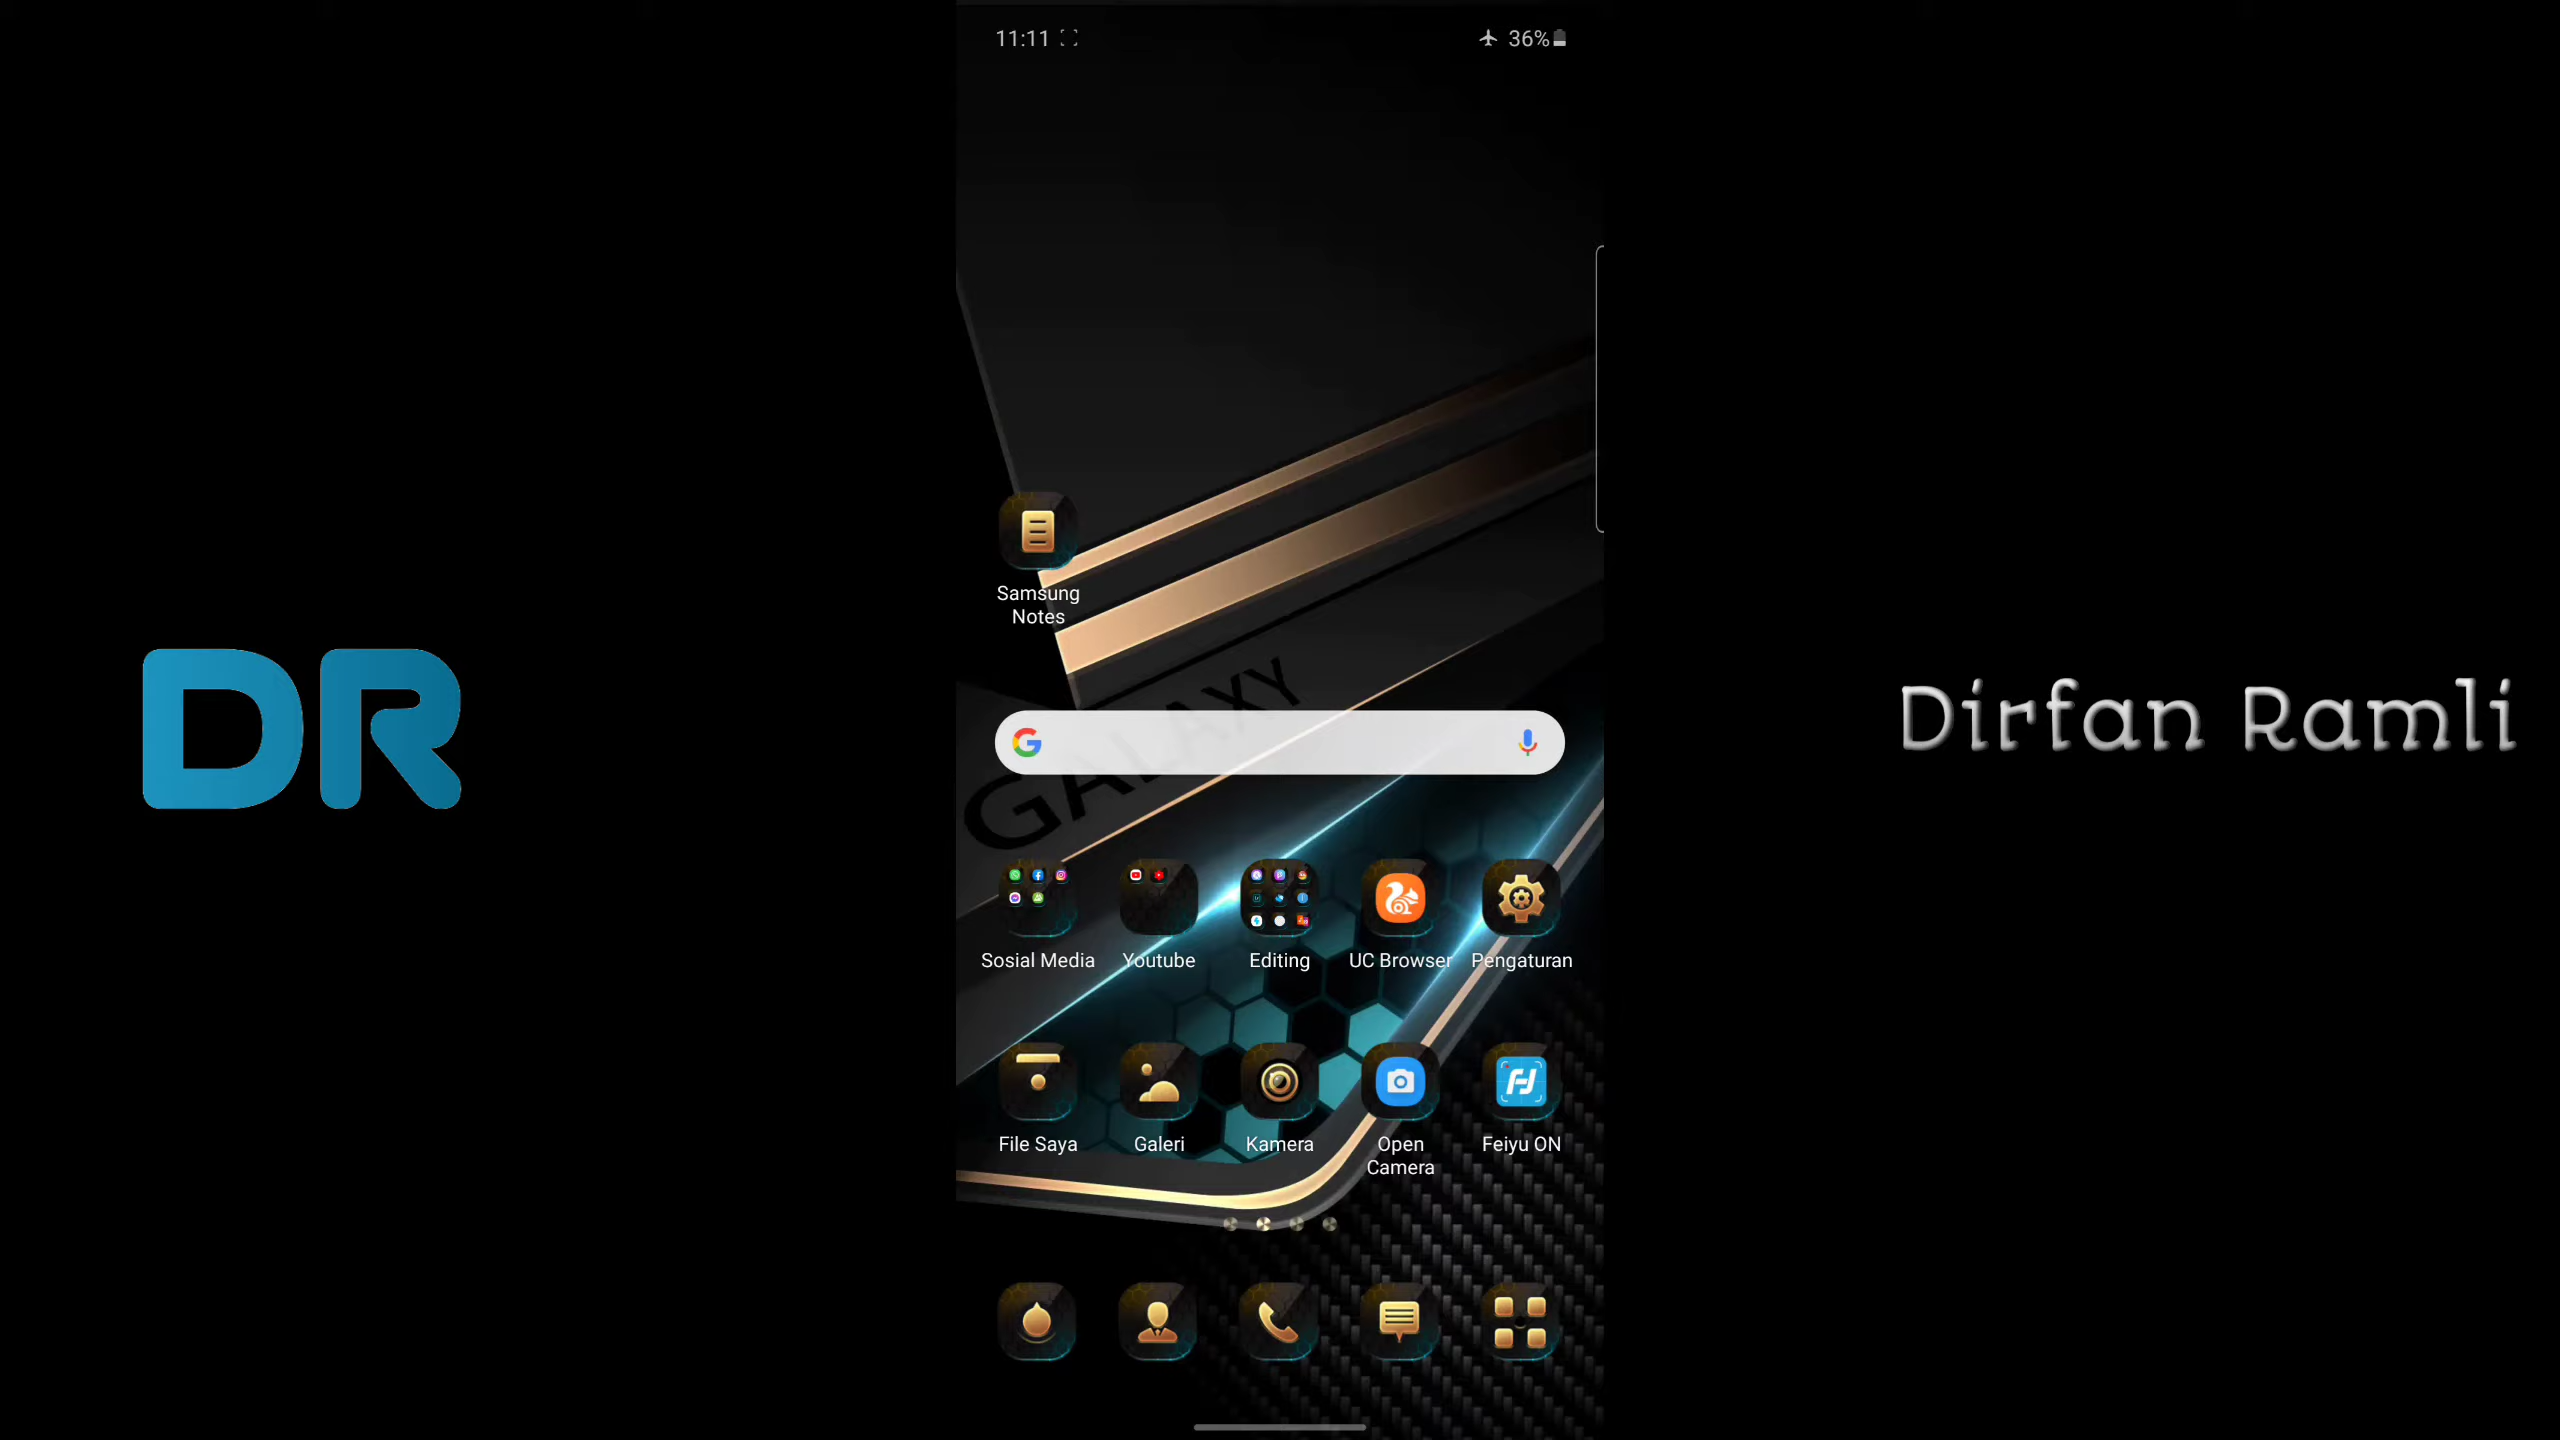 11:11
36%
Samsung
Notes
GALAXY
DR
Dirfan Ramli
Sosial Media
Youtube
Editing
UC Browser
Pengaturan
File Saya
Galeri
Kamera
Open
Camera
Feiyu ON